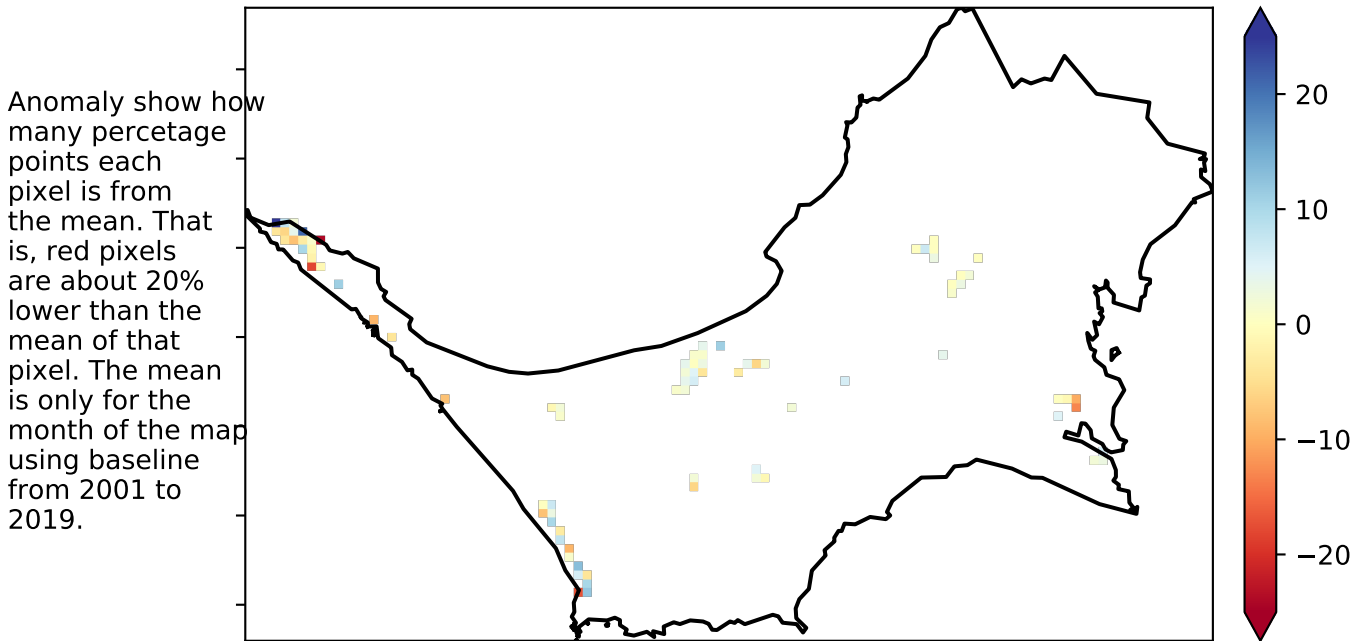 Anomaly show how
many percetage
points each
pixel is from
the mean. That
is, red pixels
are about 20%
lower than the
mean of that
pixel. The mean
is only for the
month of the map
using baseline
from 2001 to
2019.
20
10
0
−10
−20